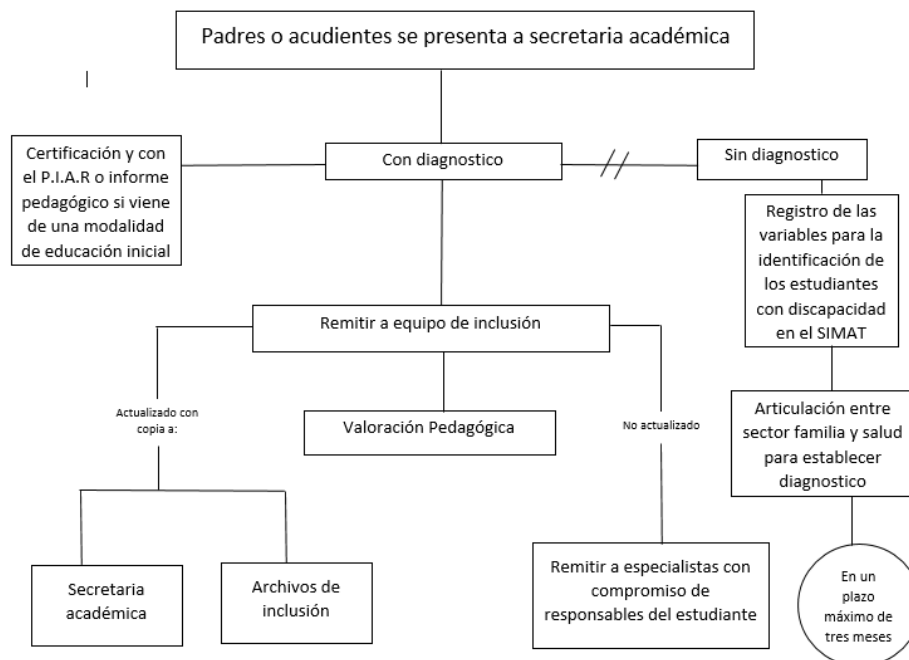 Padres o acudientes se presenta a secretaria académica
Certificación y con
el P.I.A.R o informe
pedagógico si viene
de una modalidad
de educación inicial
Con diagnostico
Sin diagnostico
Registro de las
variables para la
identificación de
los estudiantes
con discapacidad
en el SIMAT
Remitir a equipo de inclusión
Actualizado con
copia a:
Valoración Pedagógica
No actualizado
Articulación entre
sector familia y salud
para establecer
diagnostico
Secretaria
académica
Archivos de
inclusión
Remitir a especialistas con
compromiso de
responsables del estudiante
En un
plazo
máximo de
tres meses